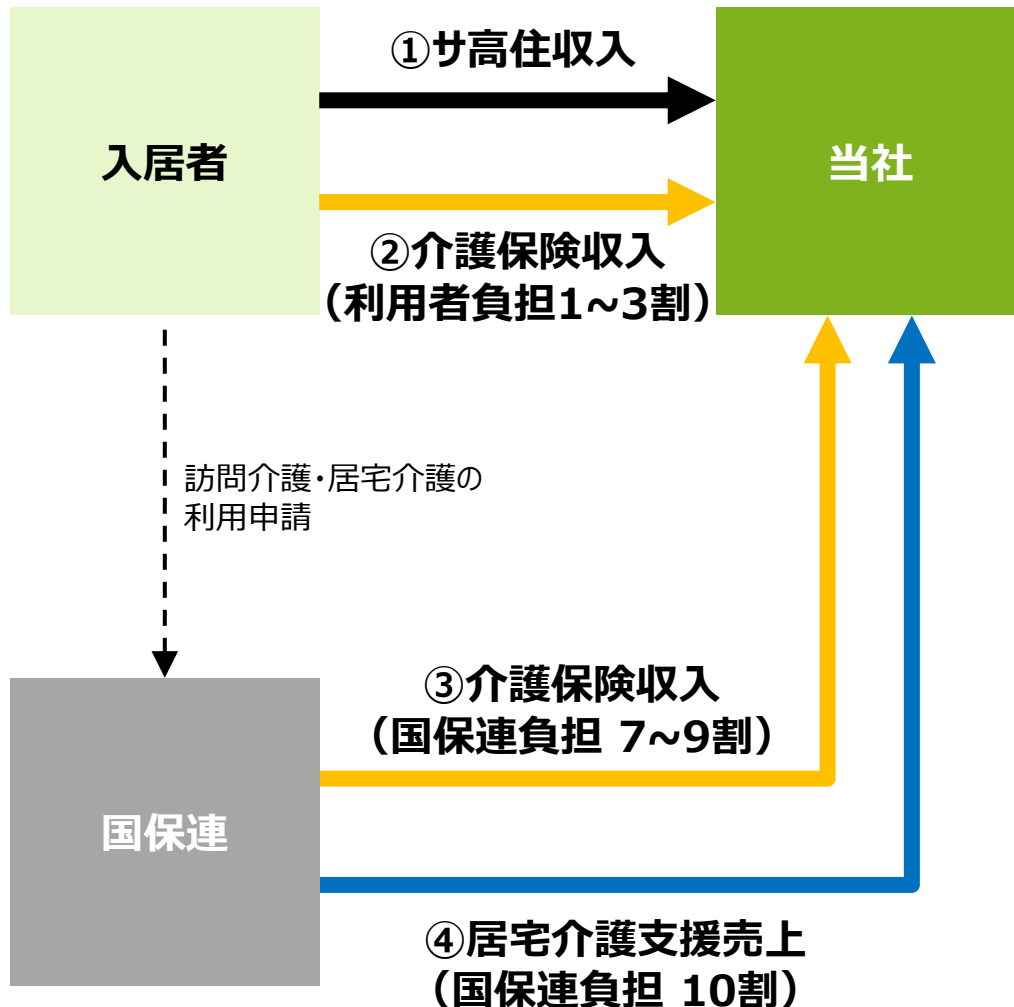 ①サ高住収入
入居者
当社
②介護保険収入
（利用者負担1~3割）
訪問介護・居宅介護の
利用申請
③介護保険収入
（国保連負担 7~9割）
国保連
④居宅介護支援売上
（国保連負担 10割）